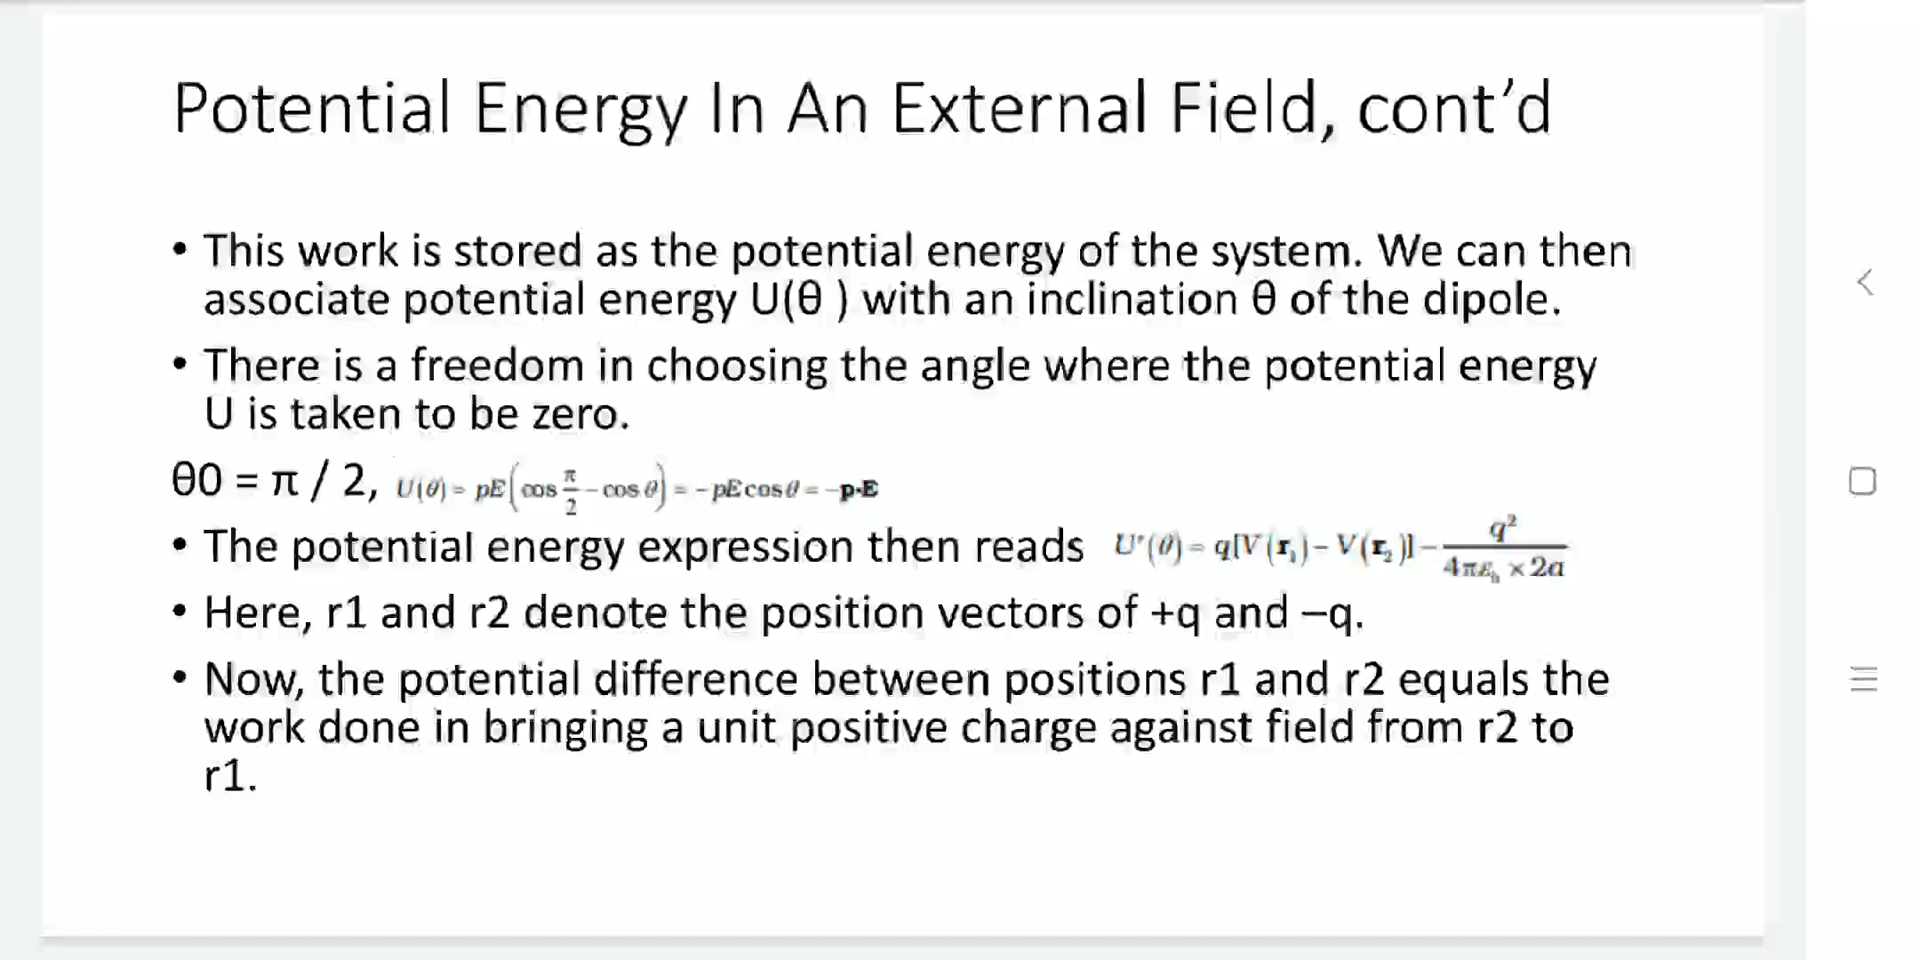 Potential Energy In An External Field, cont’d
• This work is stored as the potential energy of the system. We can then
associate potential energy U(θ ) with an inclination θ of the dipole.
• There is a freedom in choosing the angle where the potential energy
U is taken to be zero.
θ0 = π / 2, U(θ) = pE(cos π/2 − cos θ) = − pE cos θ = −p·E
• The potential energy expression then reads U'(θ) = q[V(r₁) − V(r₂)] − q²/4πε₀ × 2a
• Here, r1 and r2 denote the position vectors of +q and –q.
• Now, the potential difference between positions r1 and r2 equals the
work done in bringing a unit positive charge against field from r2 to
r1.